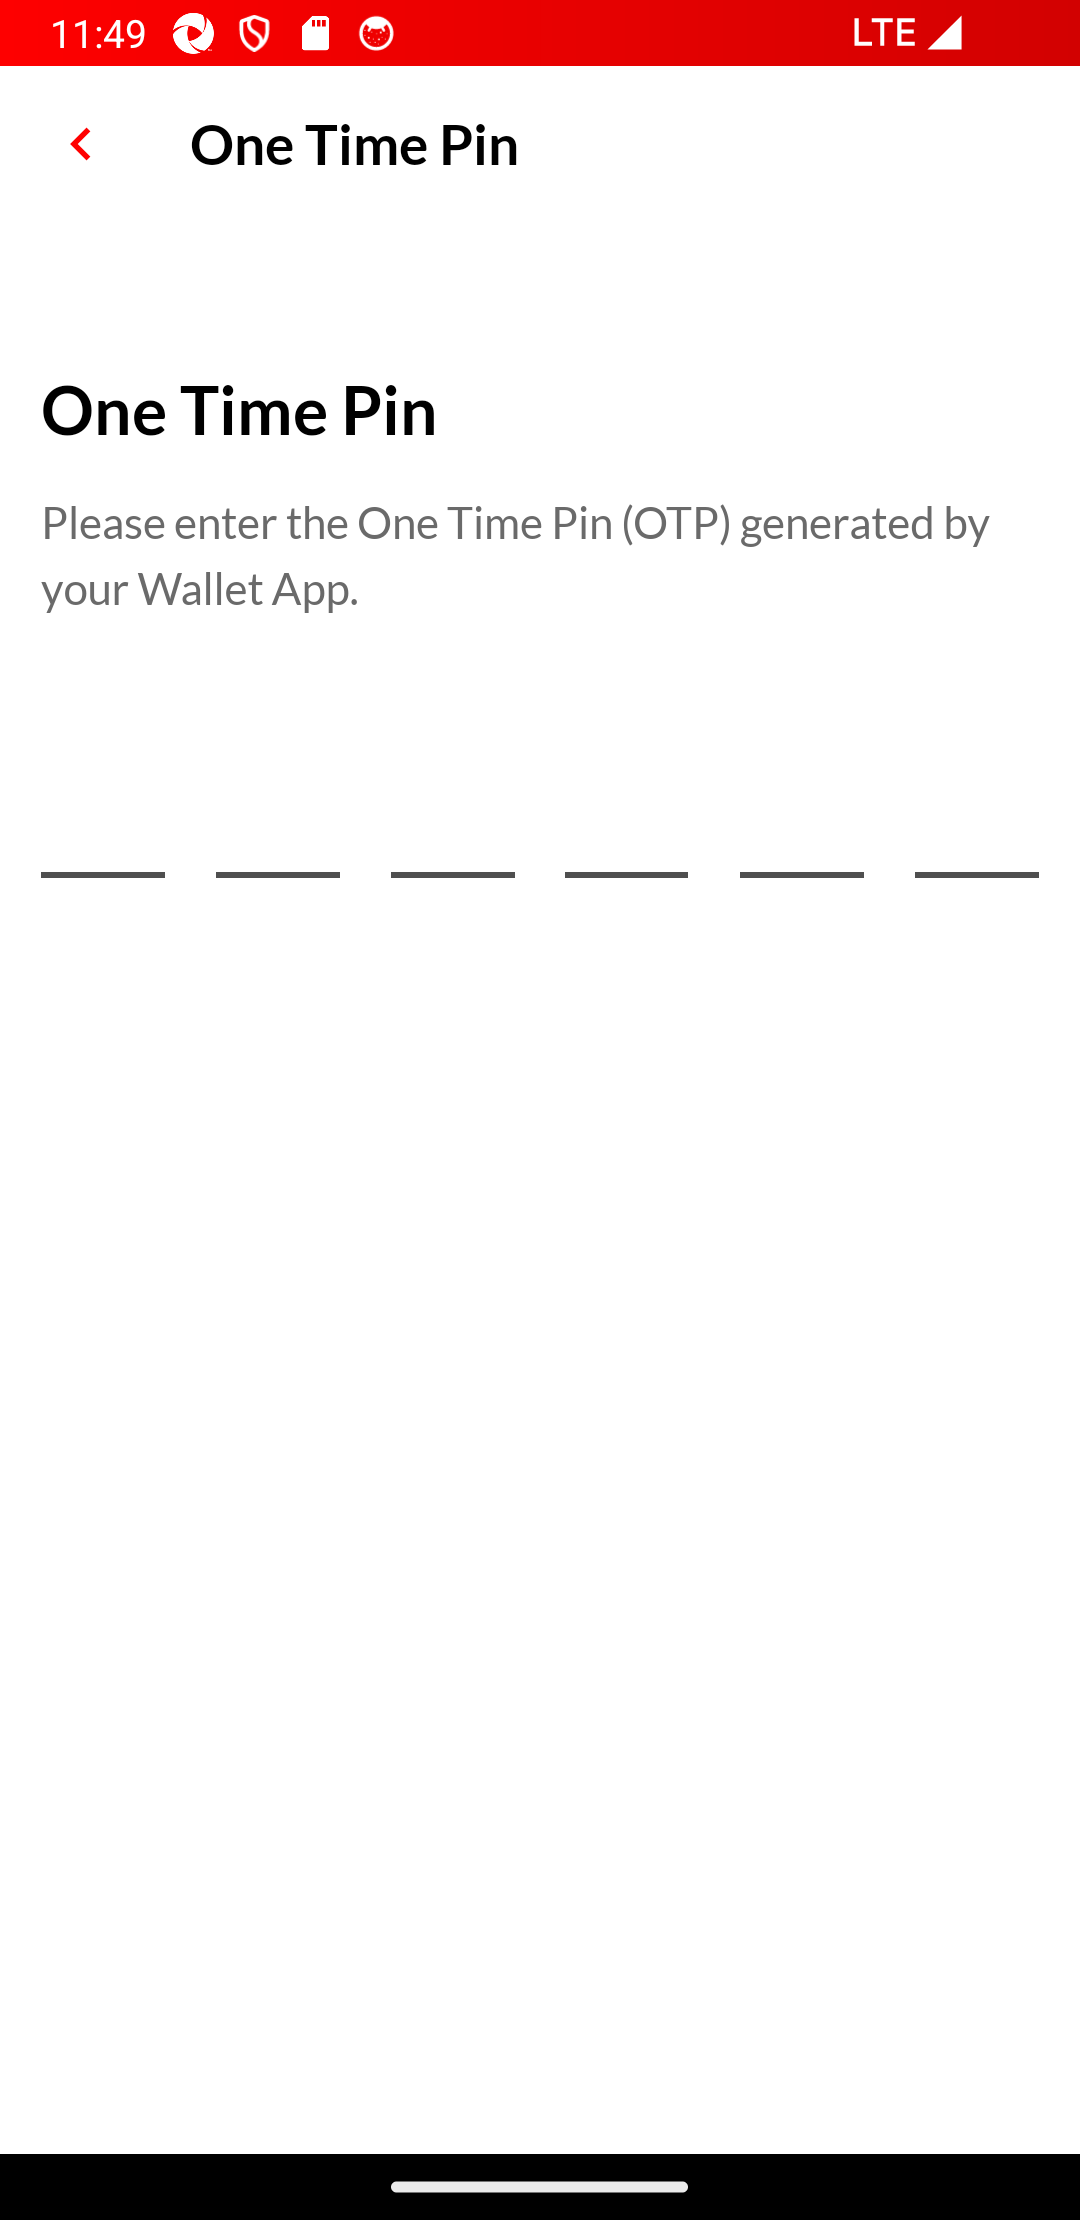 11:49
LTE
One Time Pin
One Time Pin
Please enter the One Time Pin (OTP) generated by
your Wallet App.